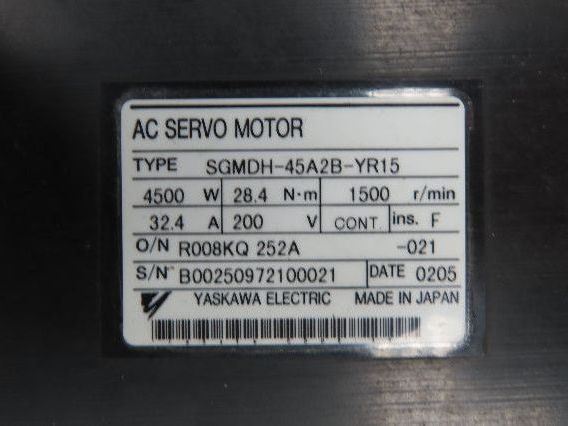 AC SERVO MOTOR
TYPE SGMDH-45A2B-YR15
4500 W 28.4 N·m 1500 r/min
32.4 A 200 V CONT. ins. F
O/N R008KQ 252A -021
S/N B00250972100021 DATE 0205
YASKAWA ELECTRIC MADE IN JAPAN